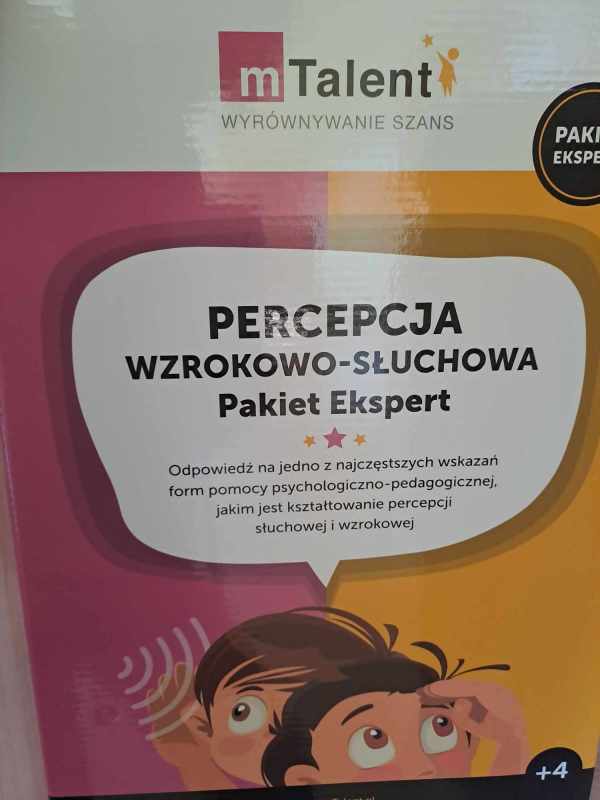 mTalent
WYRÓWNYWANIE SZANS
PERCEPCJA
WZROKOWO-SŁUCHOWA
Pakiet Ekspert
Odpowiedź na jedno z najczęstszych wskazań
form pomocy psychologiczno-pedagogicznej,
jakim jest kształtowanie percepcji
słuchowej i wzrokowej
+4